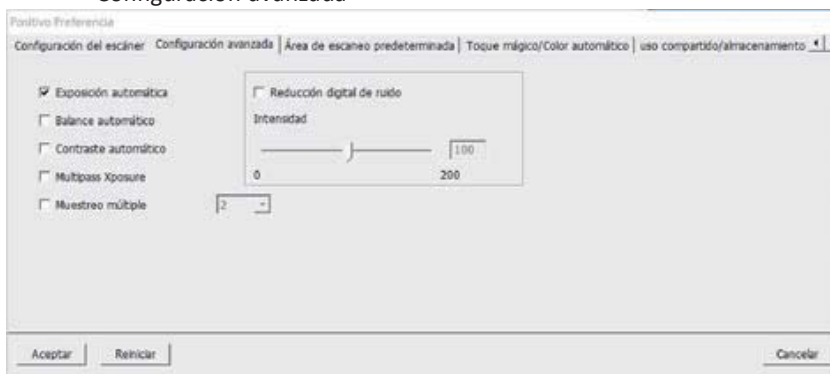 Configuración avanzada
Positivo Preferencia
Configuración del escáner Configuración avanzada Área de escaneo predeterminada Toque mágico/Color automático uso compartido/almacenamiento
Exposición automática
Balance automático
Contraste automático
Multipass Xposure
Muestreo múltiple 2
Reducción digital de ruido
Intensidad
100
0 200
Aceptar Reiniciar Cancelar